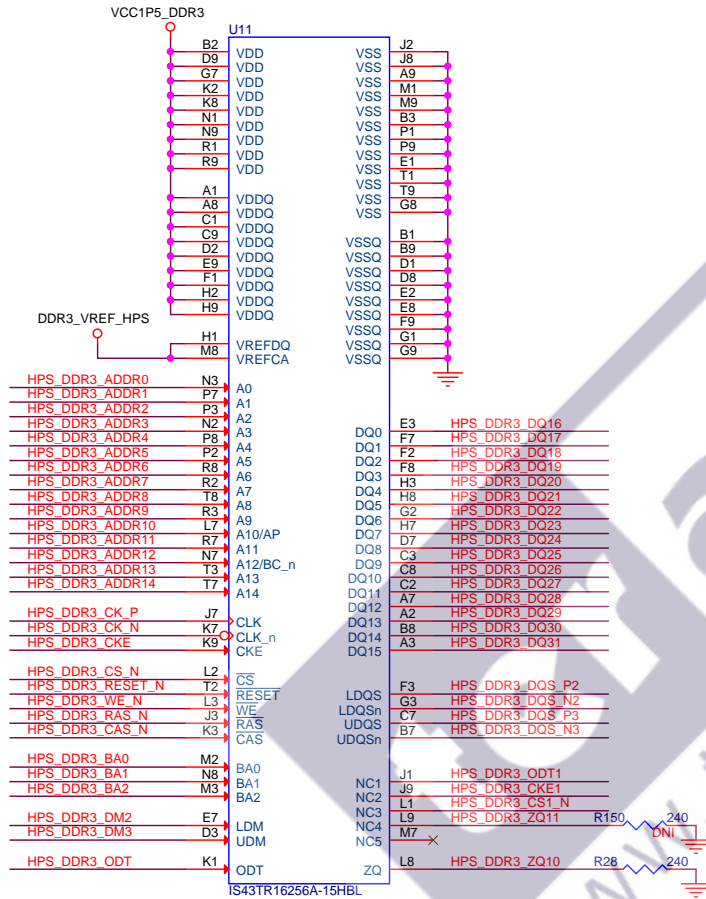 VCC1P5_DDR3
U11
B2 VDD VSS J2
D9 VDD VSS J8
G7 VDD VSS A9
K2 VDD VSS M1
K8 VDD VSS M9
N1 VDD VSS B3
N9 VDD VSS P1
R1 VDD VSS P9
R9 VDD VSS E1
VSS T1
A1 VDDQ VSS T9
A8 VDDQ VSS G8
C1 VDDQ
C9 VDDQ VSSQ B1
D2 VDDQ VSSQ B9
E9 VDDQ VSSQ D1
F1 VDDQ VSSQ D8
H2 VDDQ VSSQ E2
H9 VDDQ VSSQ E8
DDR3_VREF_HPS VSSQ F9
H1 VREFDQ VSSQ G1
M8 VREFCA VSSQ G9
HPS_DDR3_ADDR0 N3 A0
HPS_DDR3_ADDR1 P7 A1
HPS_DDR3_ADDR2 P3 A2
HPS_DDR3_ADDR3 N2 A3 DQ0 E3 HPS_DDR3_DQ16
HPS_DDR3_ADDR4 P8 A4 DQ1 F7 HPS_DDR3_DQ17
HPS_DDR3_ADDR5 P2 A5 DQ2 F2 HPS_DDR3_DQ18
HPS_DDR3_ADDR6 R8 A6 DQ3 F8 HPS_DDR3_DQ19
HPS_DDR3_ADDR7 R2 A7 DQ4 H3 HPS_DDR3_DQ20
HPS_DDR3_ADDR8 T8 A8 DQ5 H8 HPS_DDR3_DQ21
HPS_DDR3_ADDR9 R3 A9 DQ6 G2 HPS_DDR3_DQ22
HPS_DDR3_ADDR10 L7 A10/AP DQ7 H7 HPS_DDR3_DQ23
HPS_DDR3_ADDR11 R7 A11 DQ8 D7 HPS_DDR3_DQ24
HPS_DDR3_ADDR12 N7 A12/BC_n DQ9 C3 HPS_DDR3_DQ25
HPS_DDR3_ADDR13 T3 A13 DQ10 C8 HPS_DDR3_DQ26
HPS_DDR3_ADDR14 T7 A14 DQ11 C2 HPS_DDR3_DQ27
DQ12 A7 HPS_DDR3_DQ28
HPS_DDR3_CK_P J7 CLK DQ13 A2 HPS_DDR3_DQ29
HPS_DDR3_CK_N K7 CLK_n DQ14 B8 HPS_DDR3_DQ30
HPS_DDR3_CKE K9 CKE DQ15 A3 HPS_DDR3_DQ31
HPS_DDR3_CS_N L2 CS
HPS_DDR3_RESET_N T2 RESET LDQS F3 HPS_DDR3_DQS_P2
HPS_DDR3_WE_N L3 WE LDQSn G3 HPS_DDR3_DQS_N2
HPS_DDR3_RAS_N J3 RAS UDQS C7 HPS_DDR3_DQS_P3
HPS_DDR3_CAS_N K3 CAS UDQSn B7 HPS_DDR3_DQS_N3
HPS_DDR3_BA0 M2 BA0
HPS_DDR3_BA1 N8 BA1 NC1 J1 HPS_DDR3_ODT1
HPS_DDR3_BA2 M3 BA2 NC2 J9 HPS_DDR3_CKE1
NC3 L1 HPS_DDR3_CS1_N
HPS_DDR3_DM2 E7 LDM NC4 L9 HPS_DDR3_ZQ11 R150 240
HPS_DDR3_DM3 D3 UDM NC5 M7 DNI
HPS_DDR3_ODT K1 ODT ZQ L8 HPS_DDR3_ZQ10 R28 240
IS43TR16256A-15HBL